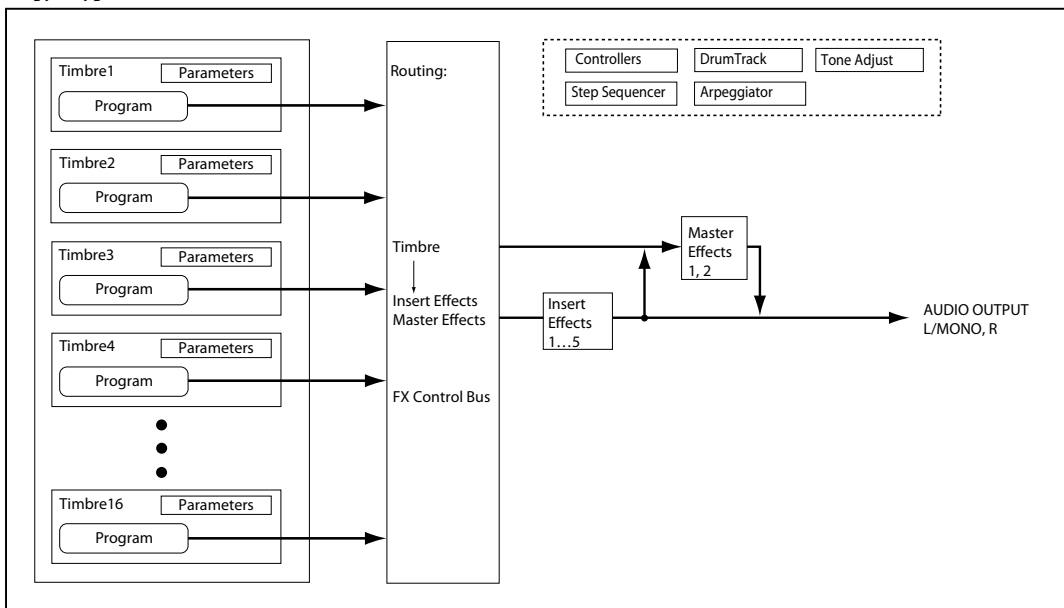 Timbre1
Parameters
Program
Timbre2
Parameters
Program
Timbre3
Parameters
Program
Timbre4
Parameters
Program
Timbre16
Parameters
Program
Routing:
Timbre
Insert Effects
Master Effects
FX Control Bus
Controllers
DrumTrack
Tone Adjust
Step Sequencer
Arpeggiator
Master
Effects
1, 2
Insert
Effects
1...5
AUDIO OUTPUT
L/MONO, R